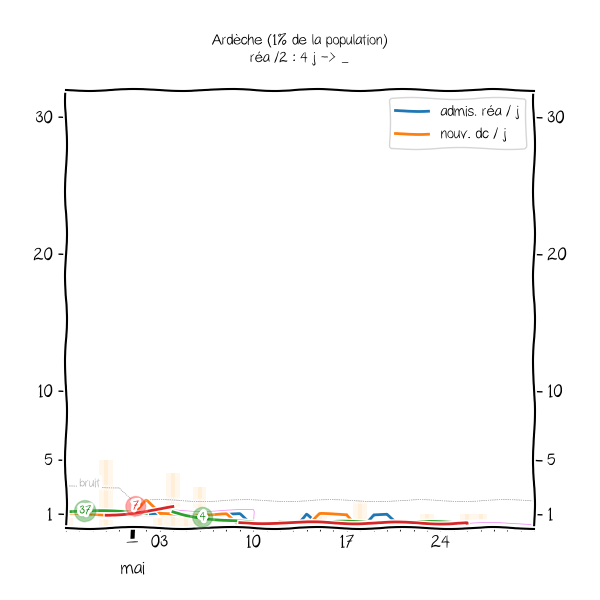 Ardèche (1% de la population)
réa /2 : 4 j -> _
admis. réa / j
nouv. dc / j
30 30
20 20
10 10
5 5
... bruit
37 7 4
1 1
03 10 17 24
mai